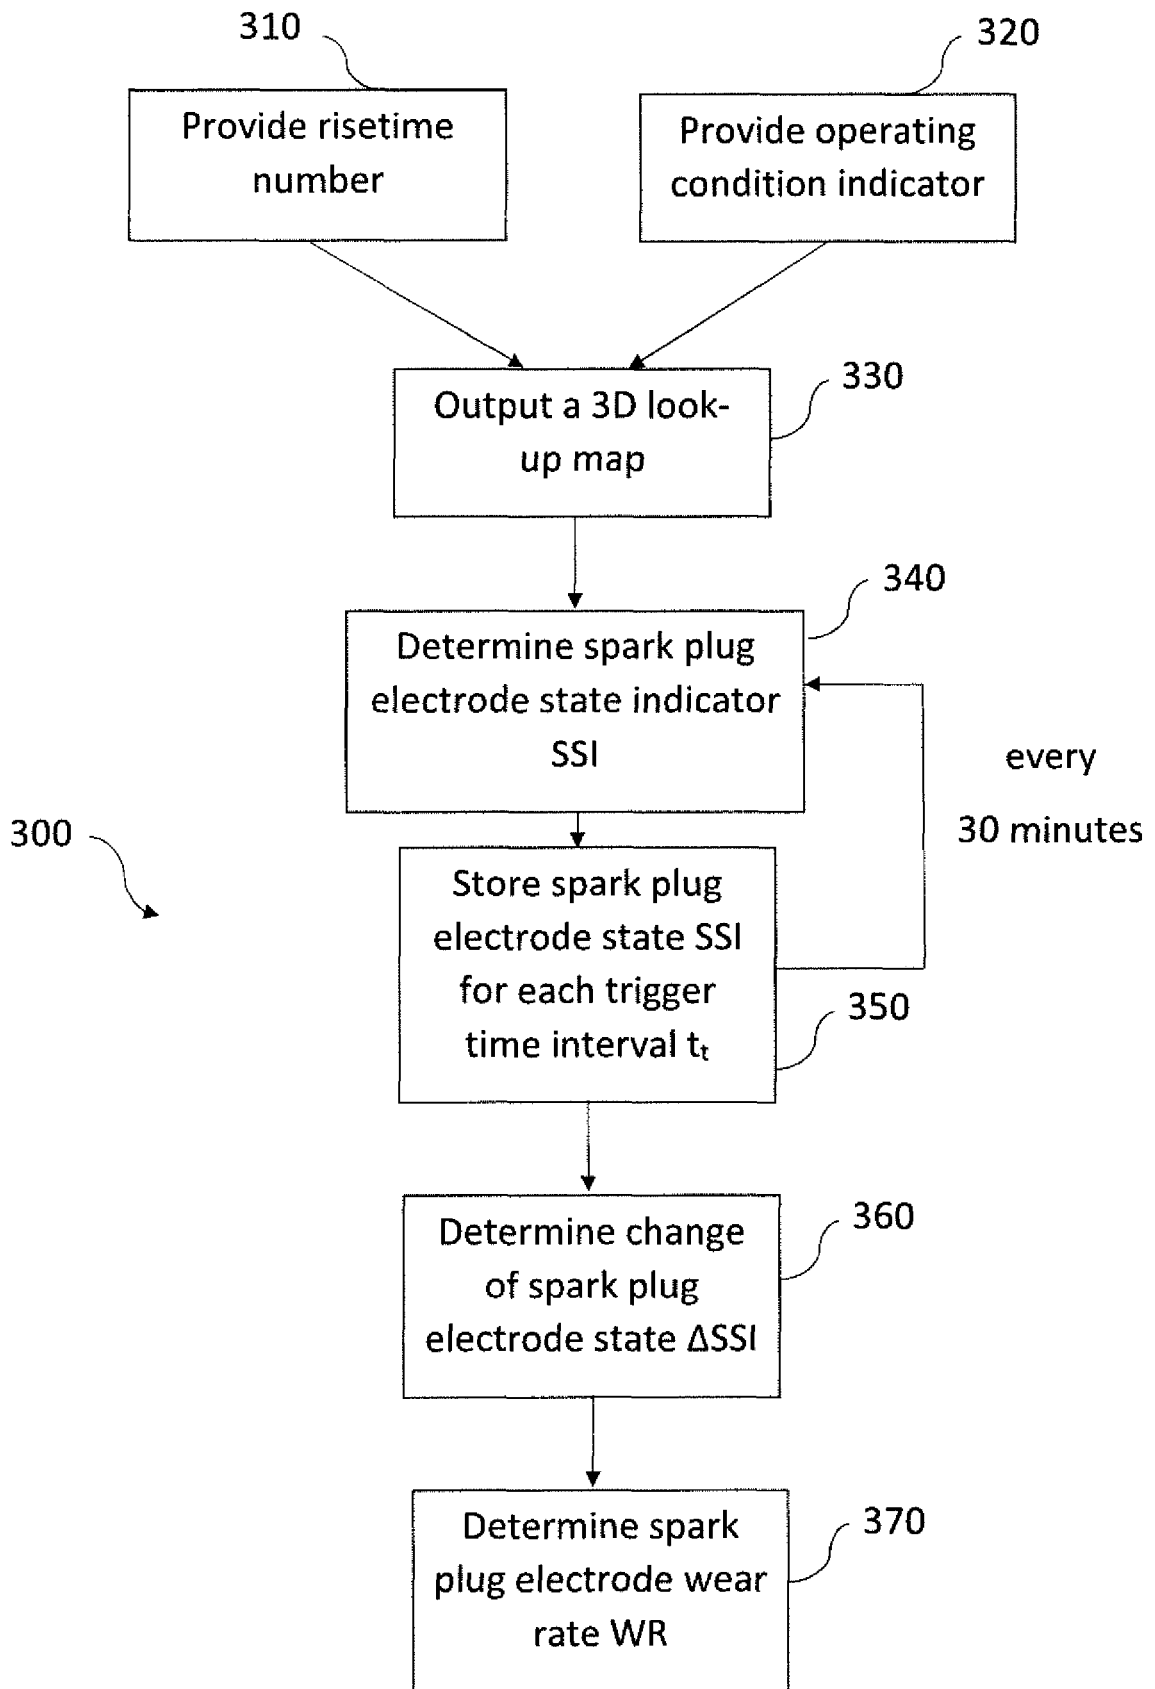 310
320
Provide risetime
number
Provide operating
condition indicator
330
Output a 3D look-
up map
340
Determine spark plug
electrode state indicator
SSI
every
30 minutes
300
Store spark plug
electrode state SSI
for each trigger
time interval tₜ
350
360
Determine change
of spark plug
electrode state ΔSSI
370
Determine spark
plug electrode wear
rate WR